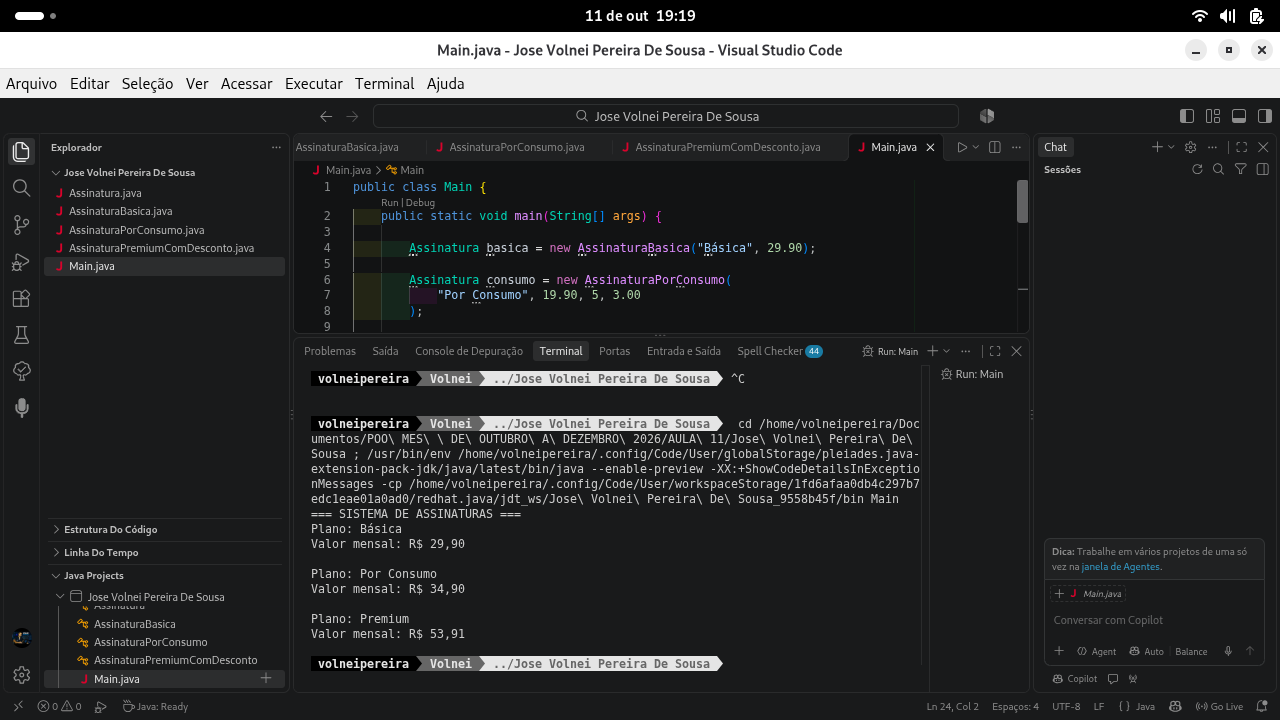 11 de out 19:19
Main.java - Jose Volnei Pereira De Sousa - Visual Studio Code
Arquivo Editar Seleção Ver Acessar Executar Terminal Ajuda
Jose Volnei Pereira De Sousa
Explorador
Jose Volnei Pereira De Sousa
Assinatura.java
AssinaturaBasica.java
AssinaturaPorConsumo.java
AssinaturaPremiumComDesconto.java
Main.java
Estrutura Do Código
Linha Do Tempo
Java Projects
Jose Volnei Pereira De Sousa
Assinatura
AssinaturaBasica
AssinaturaPorConsumo
AssinaturaPremiumComDesconto
Main.java
AssinaturaBasica.java AssinaturaPorConsumo.java AssinaturaPremiumComDesconto.java Main.java
Main.java > Main
1 public class Main {
Run | Debug
2 public static void main(String[] args) {
3
4 Assinatura basica = new AssinaturaBasica("Básica", 29.90);
5
6 Assinatura consumo = new AssinaturaPorConsumo(
7 "Por Consumo", 19.90, 5, 3.00
8 );
9
Problemas Saída Console de Depuração Terminal Portas Entrada e Saída Spell Checker 44 Run: Main
Run: Main
volneipereira Volnei ../Jose Volnei Pereira De Sousa ^C
volneipereira Volnei ../Jose Volnei Pereira De Sousa cd /home/volneipereira/Doc
umentos/POO\ MES\ \ DE\ OUTUBRO\ A\ DEZEMBRO\ 2026/AULA\ 11/Jose\ Volnei\ Pereira\ De\
Sousa ; /usr/bin/env /home/volneipereira/.config/Code/User/globalStorage/pleiades.java-
extension-pack-jdk/java/latest/bin/java --enable-preview -XX:+ShowCodeDetailsInExceptio
nMessages -cp /home/volneipereira/.config/Code/User/workspaceStorage/1fd6afaa0db4c297b7
edc1eae01a0ad0/redhat.java/jdt_ws/Jose\ Volnei\ Pereira\ De\ Sousa_9558b45f/bin Main
=== SISTEMA DE ASSINATURAS ===
Plano: Básica
Valor mensal: R$ 29,90
Plano: Por Consumo
Valor mensal: R$ 34,90
Plano: Premium
Valor mensal: R$ 53,91
volneipereira Volnei ../Jose Volnei Pereira De Sousa
Chat
Sessões
Dica: Trabalhe em vários projetos de uma só
vez na janela de Agentes.
Main.java
Conversar com Copilot
Agent Auto Balance
Copilot
0 0 Java: Ready Ln 24, Col 2 Espaços: 4 UTF-8 LF {} Java Go Live